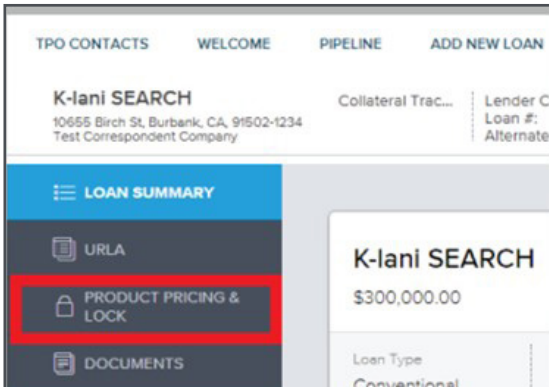 TPO CONTACTS WELCOME PIPELINE ADD NEW LOAN
K-lani SEARCH
10655 Birch St, Burbank, CA, 91502-1234
Test Correspondent Company
Collateral Trac...
Lender C
Loan #:
Alternate
LOAN SUMMARY
URLA
PRODUCT PRICING &
LOCK
DOCUMENTS
K-lani SEARCH
$300,000.00
Loan Type
Conventional